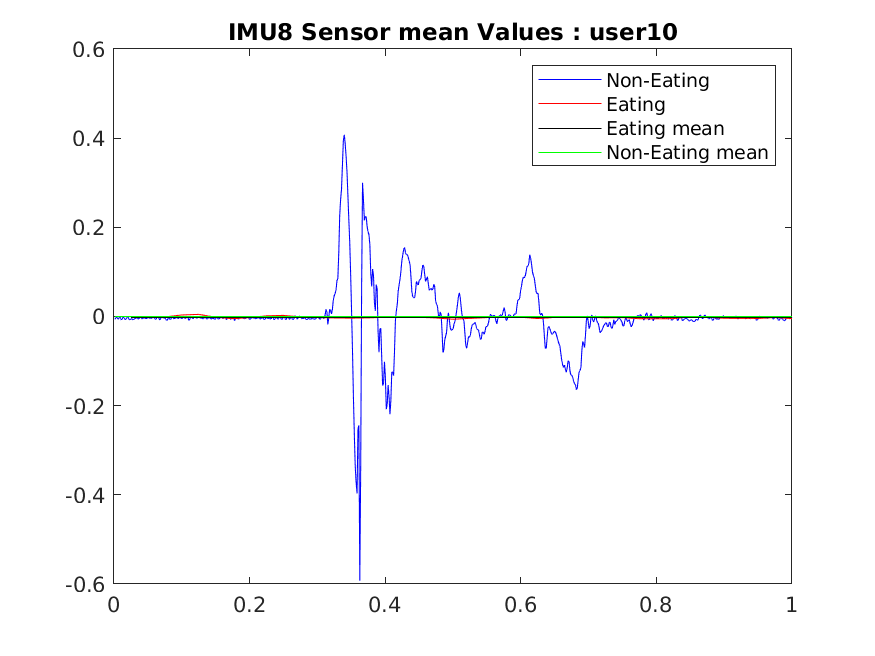 IMU8 Sensor mean Values : user10
0.6
0.4
0.2
0
-0.2
-0.4
-0.6
Non-Eating
Eating
Eating mean
Non-Eating mean
0 0.2 0.4 0.6 0.8 1